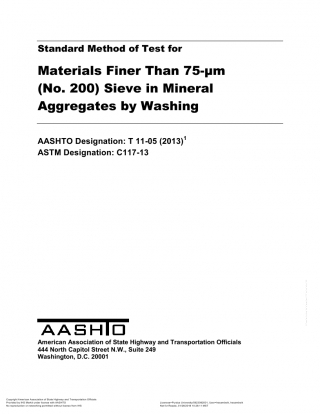 Standard Method of Test for
Materials Finer Than 75-µm
(No. 200) Sieve in Mineral
Aggregates by Washing
AASHTO Designation: T 11-05 (2013)1
ASTM Designation: C117-13
AASHTO
American Association of State Highway and Transportation Officials
444 North Capitol Street N.W., Suite 249
Washington, D.C. 20001